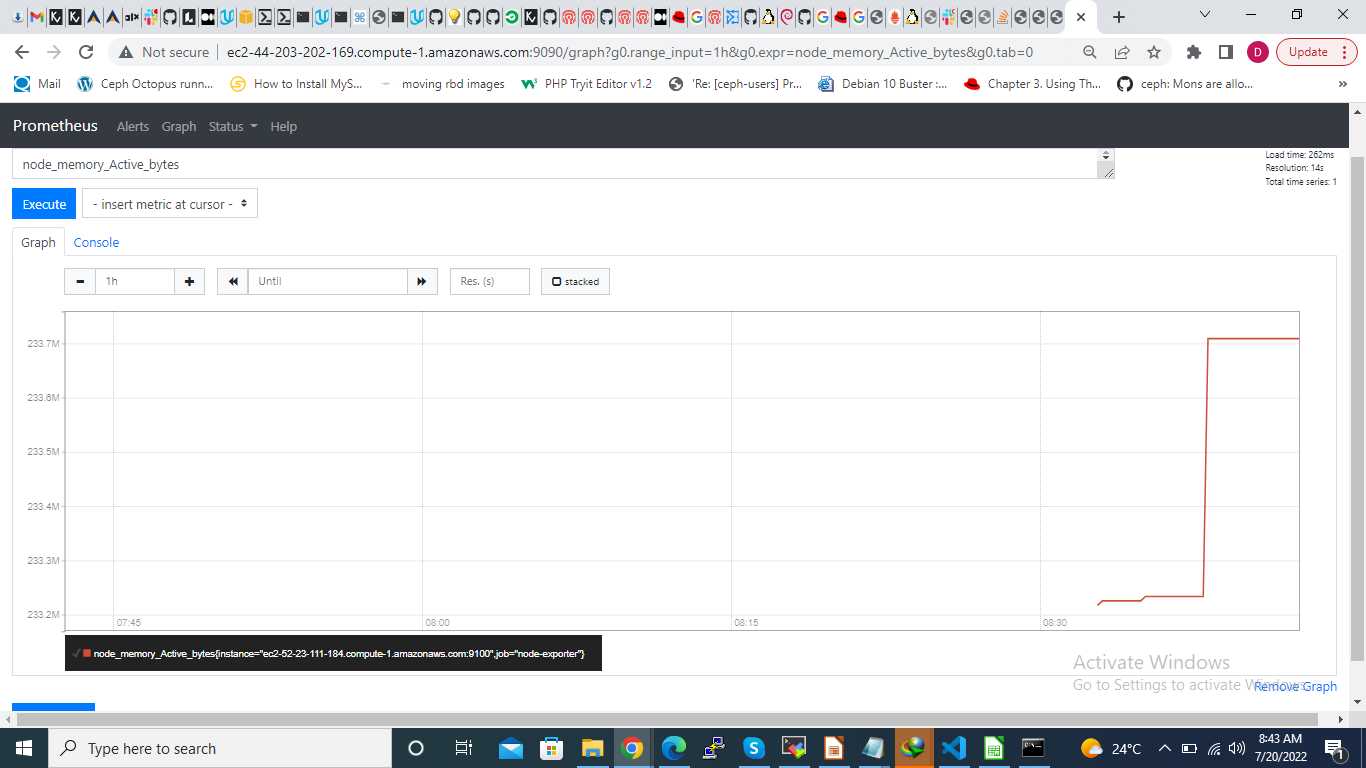 Not secure
ec2-44-203-202-169.compute-1.amazonaws.com:9090/graph?g0.range_input=1h&g0.expr=node_memory_Active_bytes&g0.tab=0
D
Update
Mail
Ceph Octopus runn...
How to Install MyS...
moving rbd images
PHP Tryit Editor v1.2
'Re: [ceph-users] Pr...
Debian 10 Buster :...
Chapter 3. Using Th...
ceph: Mons are allo...
»
Prometheus
Alerts
Graph
Status
Help
node_memory_Active_bytes
Load time: 262ms
Resolution: 14s
Total time series: 1
Execute
- insert metric at cursor -
Graph
Console
1h
Until
Res. (s)
stacked
233.7M
233.6M
233.5M
233.4M
233.3M
233.2M
07:45
08:00
08:15
08:30
node_memory_Active_bytes{instance="ec2-52-23-111-184.compute-1.amazonaws.com:9100",job="node-exporter"}
Activate Windows
Go to Settings to activate Windows.
Remove Graph
Type here to search
24°C
8:43 AM
7/20/2022
1